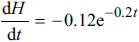 dH/dt = −0.12e^{−0.2t}